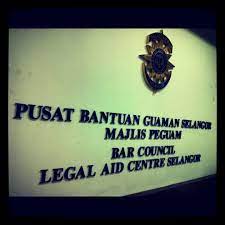 PUSAT BANTUAN GUAMAN SELANGOR
MAJLIS PEGUAM
BAR COUNCIL
LEGAL AID CENTRE SELANGOR